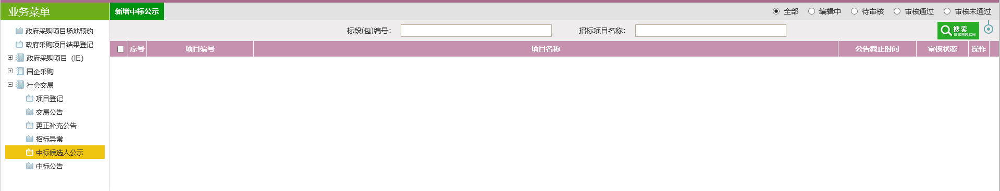 业务菜单
新增中标公示
全部 编辑中 待审核 审核通过 审核未通过
政府采购项目场地预约
标段(包)编号：
招标项目名称：
搜索
SEARCH
政府采购项目结果登记
序号 项目编号 项目名称 公告截止时间 审核状态 操作
政府采购项目（旧）
国企采购
社会交易
项目登记
交易公告
更正补充公告
招标异常
中标候选人公示
中标公告